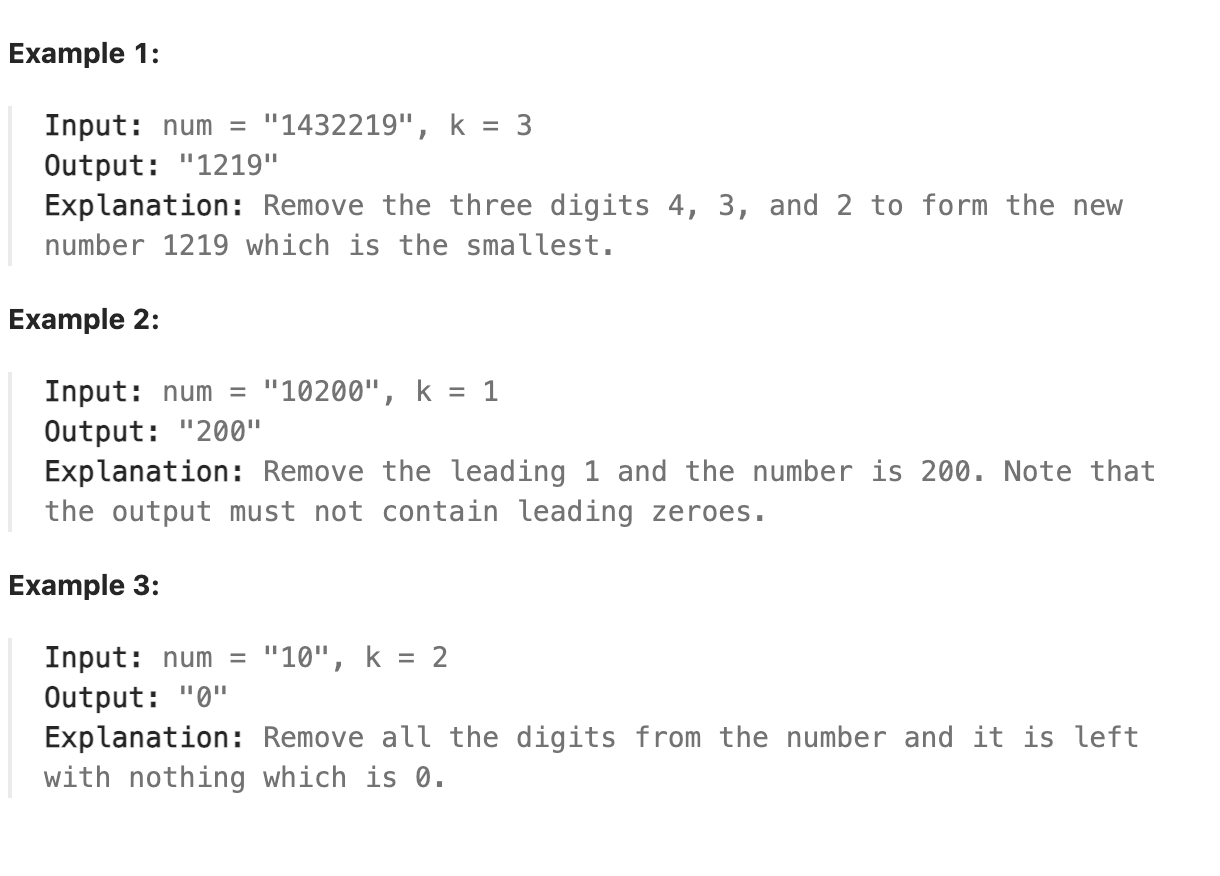 Example 1:
Input: num = "1432219", k = 3
Output: "1219"
Explanation: Remove the three digits 4, 3, and 2 to form the new
number 1219 which is the smallest.
Example 2:
Input: num = "10200", k = 1
Output: "200"
Explanation: Remove the leading 1 and the number is 200. Note that
the output must not contain leading zeroes.
Example 3:
Input: num = "10", k = 2
Output: "0"
Explanation: Remove all the digits from the number and it is left
with nothing which is 0.